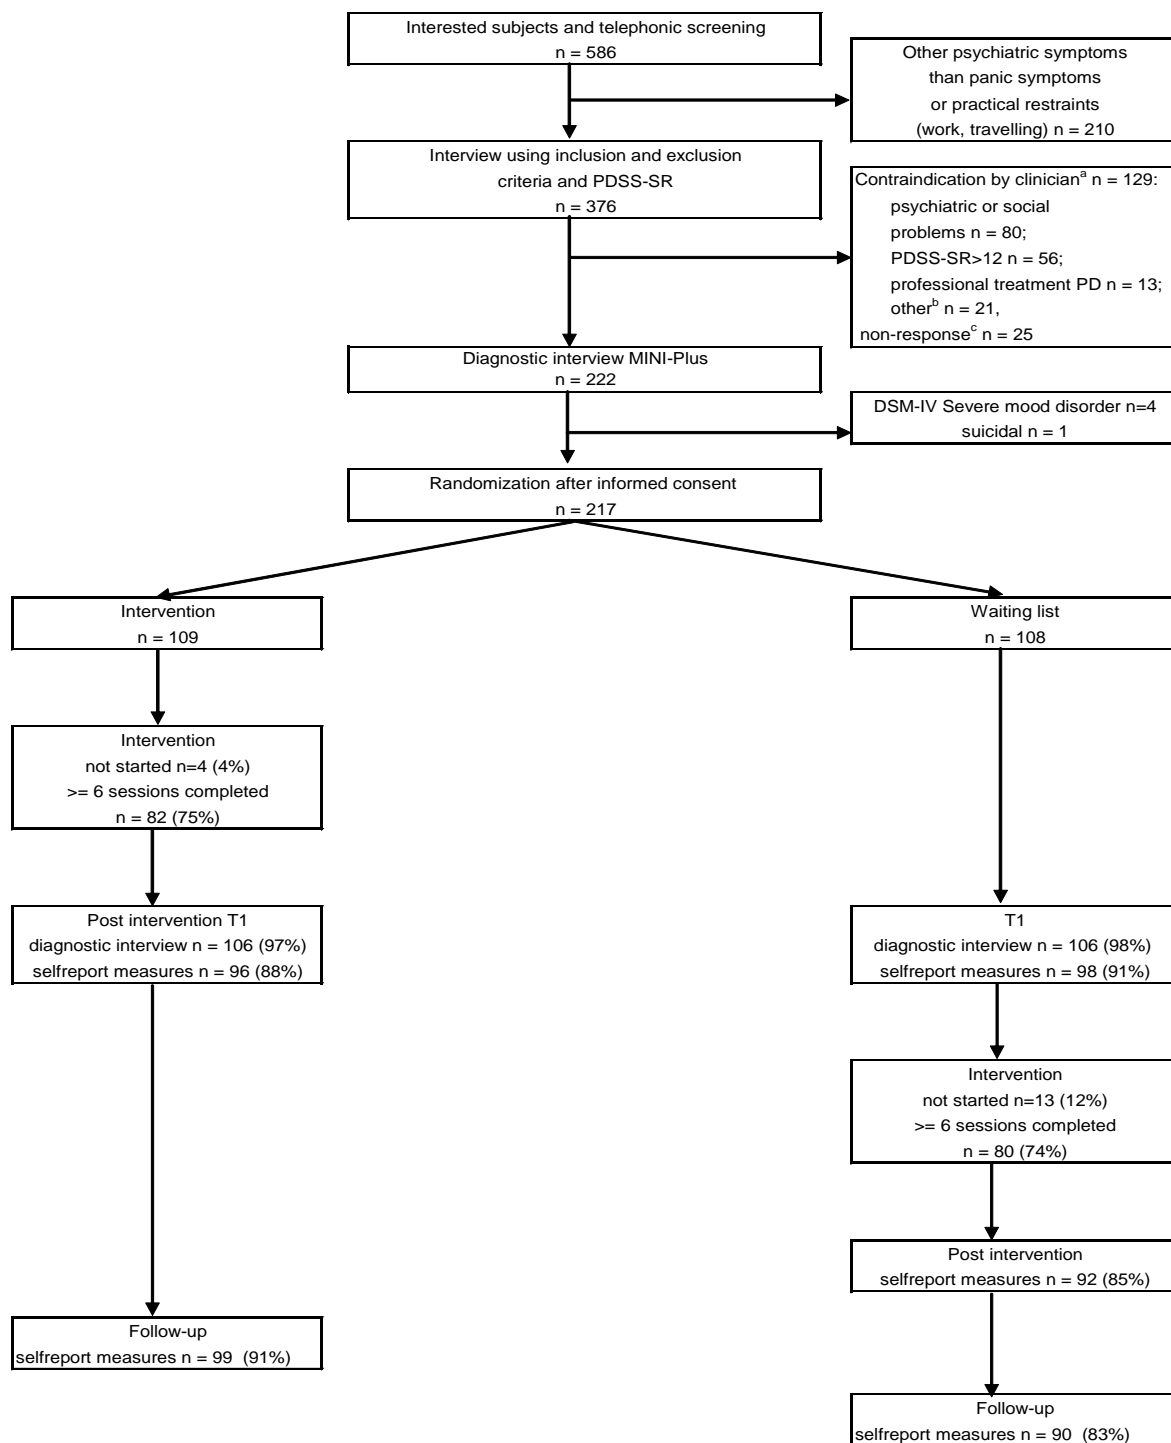 Interested subjects and telephonic screening
n = 586
Other psychiatric symptoms
than panic symptoms
or practical restraints
(work, travelling) n = 210
Interview using inclusion and exclusion
criteria and PDSS-SR
n = 376
Contraindication by clinicianᵃ n = 129:
psychiatric or social
problems n = 80;
PDSS-SR>12 n = 56;
professional treatment PD n = 13;
otherᵇ n = 21,
non-responseᶜ n = 25
Diagnostic interview MINI-Plus
n = 222
DSM-IV Severe mood disorder n=4
suicidal n = 1
Randomization after informed consent
n = 217
Intervention
n = 109
Waiting list
n = 108
Intervention
not started n=4 (4%)
>= 6 sessions completed
n = 82 (75%)
Post intervention T1
diagnostic interview n = 106 (97%)
selfreport measures n = 96 (88%)
T1
diagnostic interview n = 106 (98%)
selfreport measures n = 98 (91%)
Intervention
not started n=13 (12%)
>= 6 sessions completed
n = 80 (74%)
Post intervention
selfreport measures n = 92 (85%)
Follow-up
selfreport measures n = 99 (91%)
Follow-up
selfreport measures n = 90 (83%)